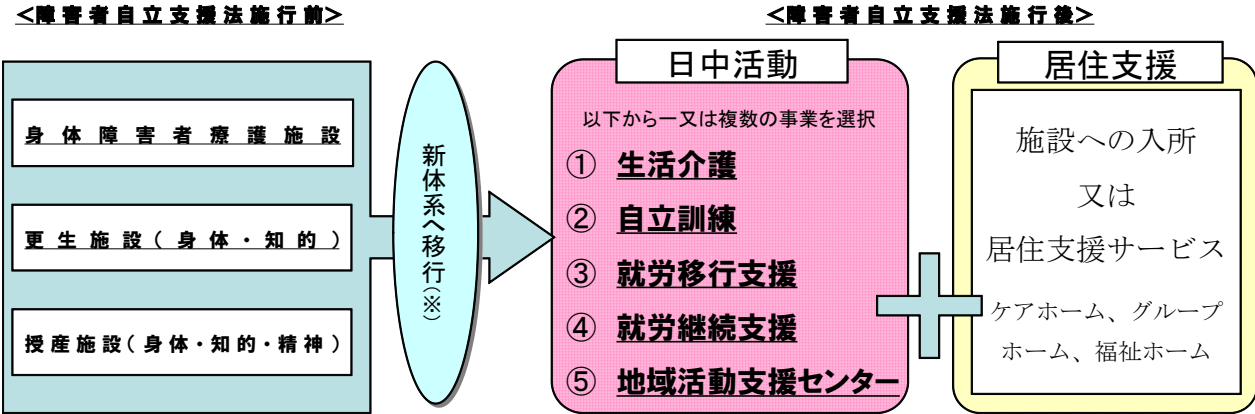 ＜障害者自立支援法施行前＞
＜障害者自立支援法施行後＞
身体障害者療護施設
更生施設（身体・知的）
授産施設（身体・知的・精神）
新体系へ移行（※）
日中活動
以下から一又は複数の事業を選択
① 生活介護
② 自立訓練
③ 就労移行支援
④ 就労継続支援
⑤ 地域活動支援センター
居住支援
施設への入所
又は
居住支援サービス
ケアホーム、グループ
ホーム、福祉ホーム